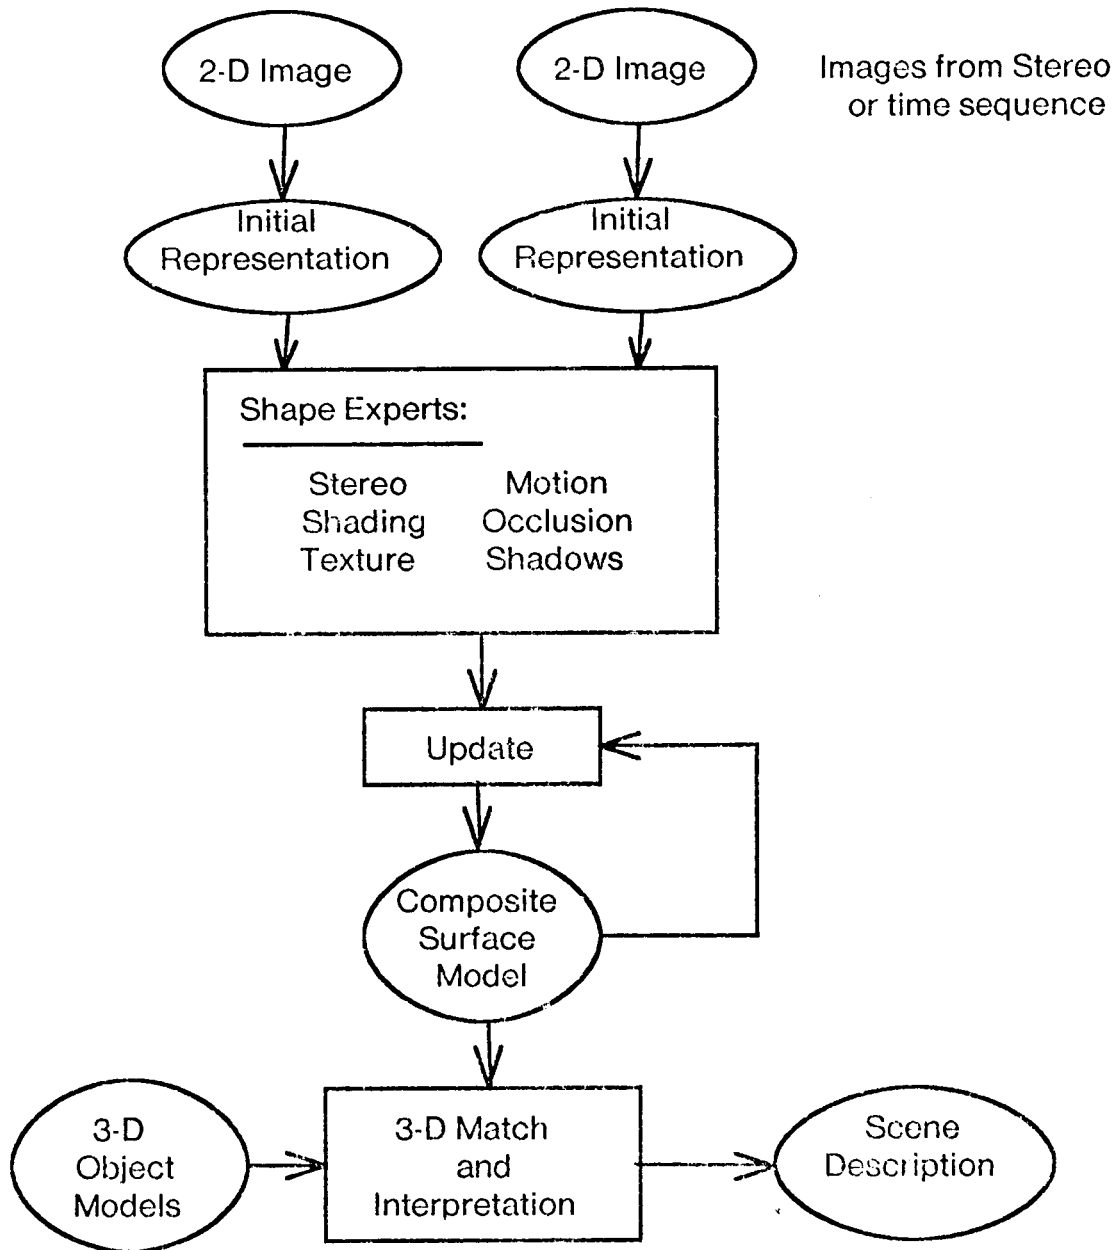 2-D Image
2-D Image
Images from Stereo
or time sequence
Initial
Representation
Initial
Representation
Shape Experts:
Stereo Motion
Shading Occlusion
Texture Shadows
Update
Composite
Surface
Model
3-D
Object
Models
3-D Match
and
Interpretation
Scene
Description